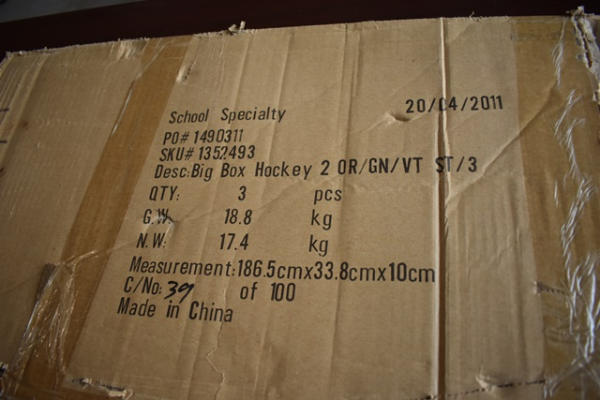 School Specialty 20/04/2011
PO# 1490311
SKU# 1352493
Desc:Big Box Hockey 2 OR/GN/VT ST/3
QTY: 3 pcs
G.W. 18.8 kg
N.W: 17.4 kg
Measurement:186.5cmx33.8cmx10cm
C/No: 39 of 100
Made in China